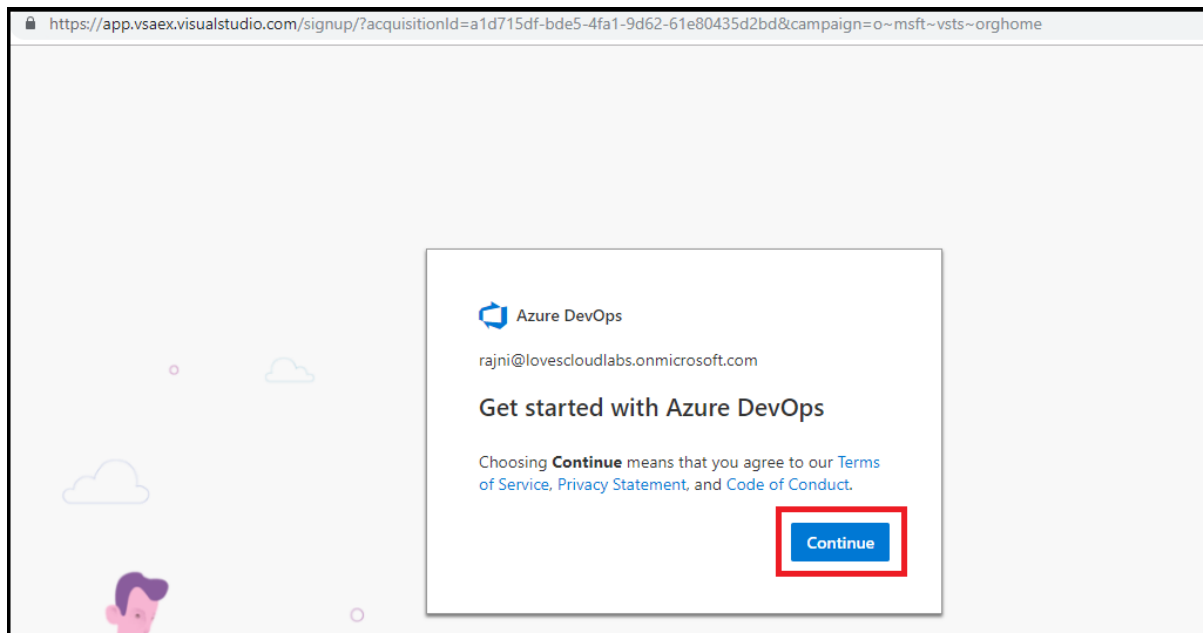 https://app.vsaex.visualstudio.com/signup/?acquisitionId=a1d715df-bde5-4fa1-9d62-61e80435d2bd&campaign=o~msft~vsts~orghome
Azure DevOps
rajni@lovescloudlabs.onmicrosoft.com
Get started with Azure DevOps
Choosing Continue means that you agree to our Terms
of Service, Privacy Statement, and Code of Conduct.
Continue